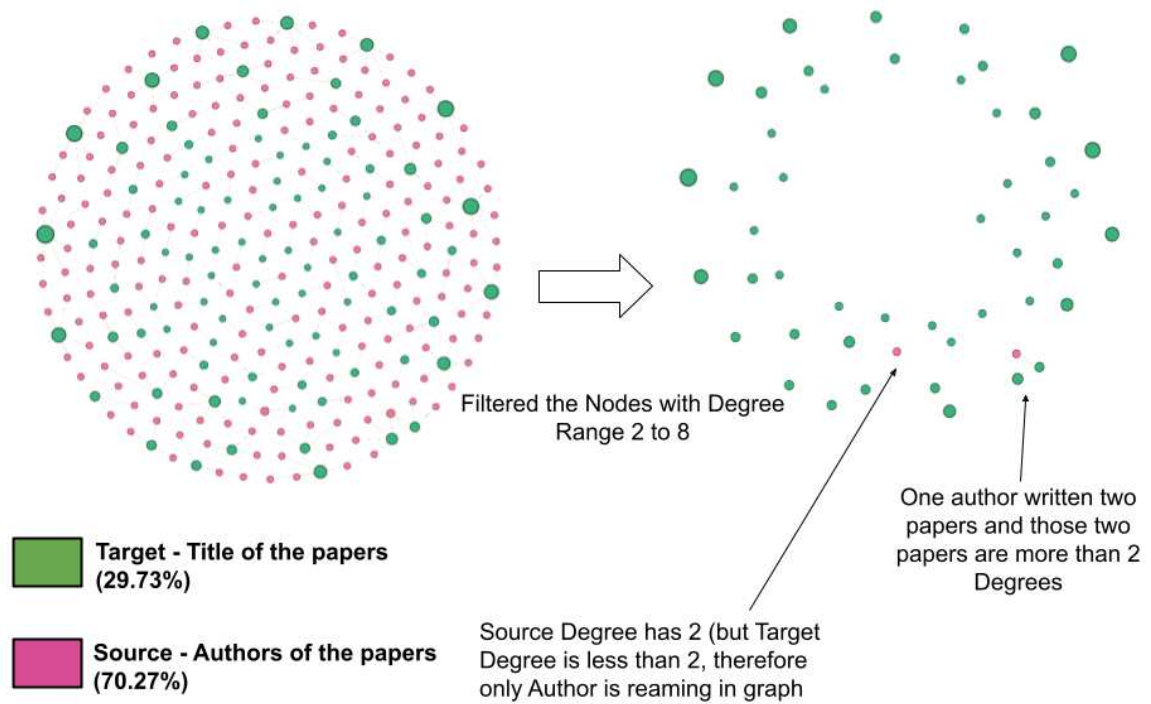 Filtered the Nodes with Degree
Range 2 to 8
One author written two
papers and those two
papers are more than 2
Degrees
Target - Title of the papers
(29.73%)
Source - Authors of the papers
(70.27%)
Source Degree has 2 (but Target
Degree is less than 2, therefore
only Author is reaming in graph